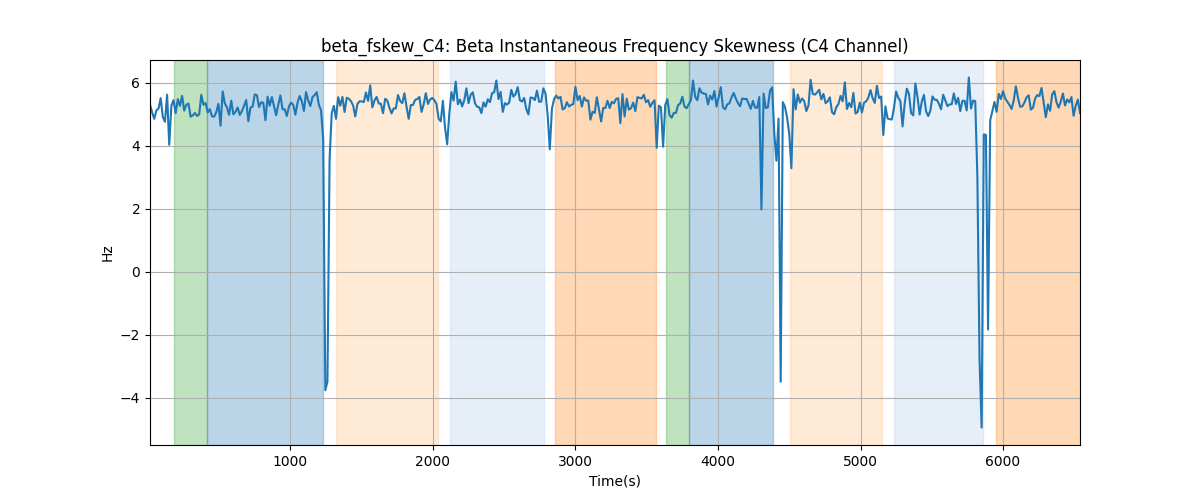 beta_fskew_C4: Beta Instantaneous Frequency Skewness (C4 Channel)
6
4
2
0
−2
−4
Hz
1000 2000 3000 4000 5000 6000
Time(s)